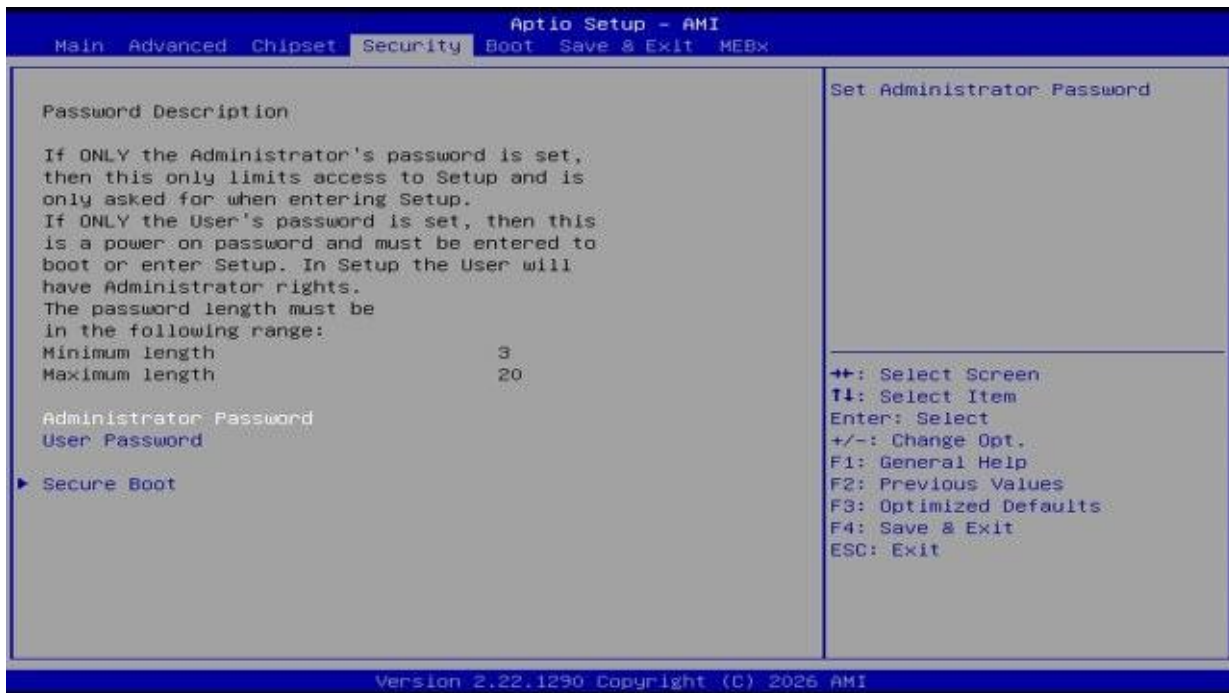 Aptio Setup - AMI
Main Advanced Chipset Security Boot Save & Exit MEBx
Password Description
If ONLY the Administrator's password is set,
then this only limits access to Setup and is
only asked for when entering Setup.
If ONLY the User's password is set, then this
is a power on password and must be entered to
boot or enter Setup. In Setup the User will
have Administrator rights.
The password length must be
in the following range:
Minimum length 3
Maximum length 20
Administrator Password
User Password
► Secure Boot
Set Administrator Password
→←: Select Screen
↑↓: Select Item
Enter: Select
+/-: Change Opt.
F1: General Help
F2: Previous Values
F3: Optimized Defaults
F4: Save & Exit
ESC: Exit
Version 2.22.1290 Copyright (C) 2026 AMI